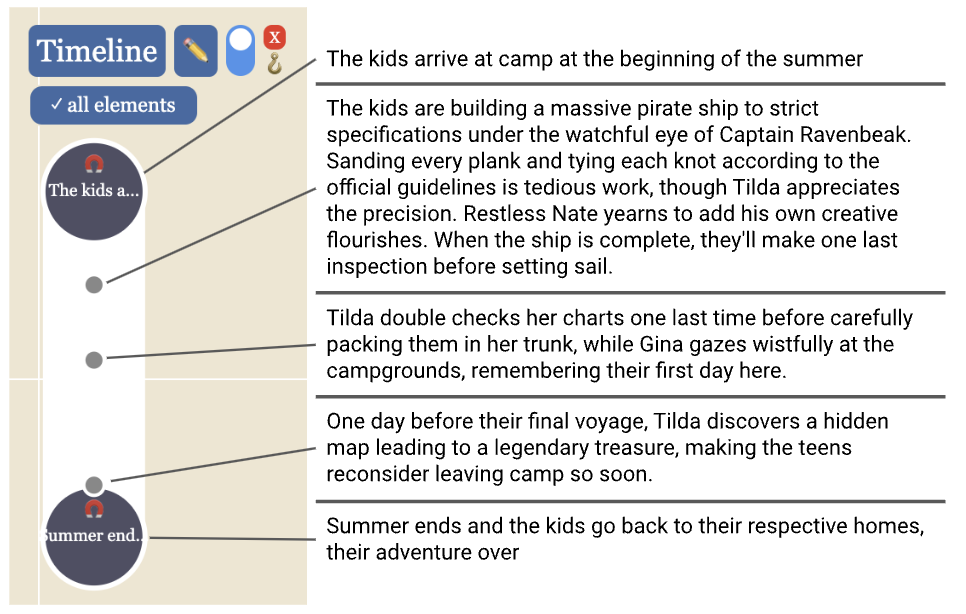 Timeline
X
✓ all elements
The kids a...
Summer end...
The kids arrive at camp at the beginning of the summer
The kids are building a massive pirate ship to strict
specifications under the watchful eye of Captain Ravenbeak.
Sanding every plank and tying each knot according to the
official guidelines is tedious work, though Tilda appreciates
the precision. Restless Nate yearns to add his own creative
flourishes. When the ship is complete, they'll make one last
inspection before setting sail.
Tilda double checks her charts one last time before carefully
packing them in her trunk, while Gina gazes wistfully at the
campgrounds, remembering their first day here.
One day before their final voyage, Tilda discovers a hidden
map leading to a legendary treasure, making the teens
reconsider leaving camp so soon.
Summer ends and the kids go back to their respective homes,
their adventure over